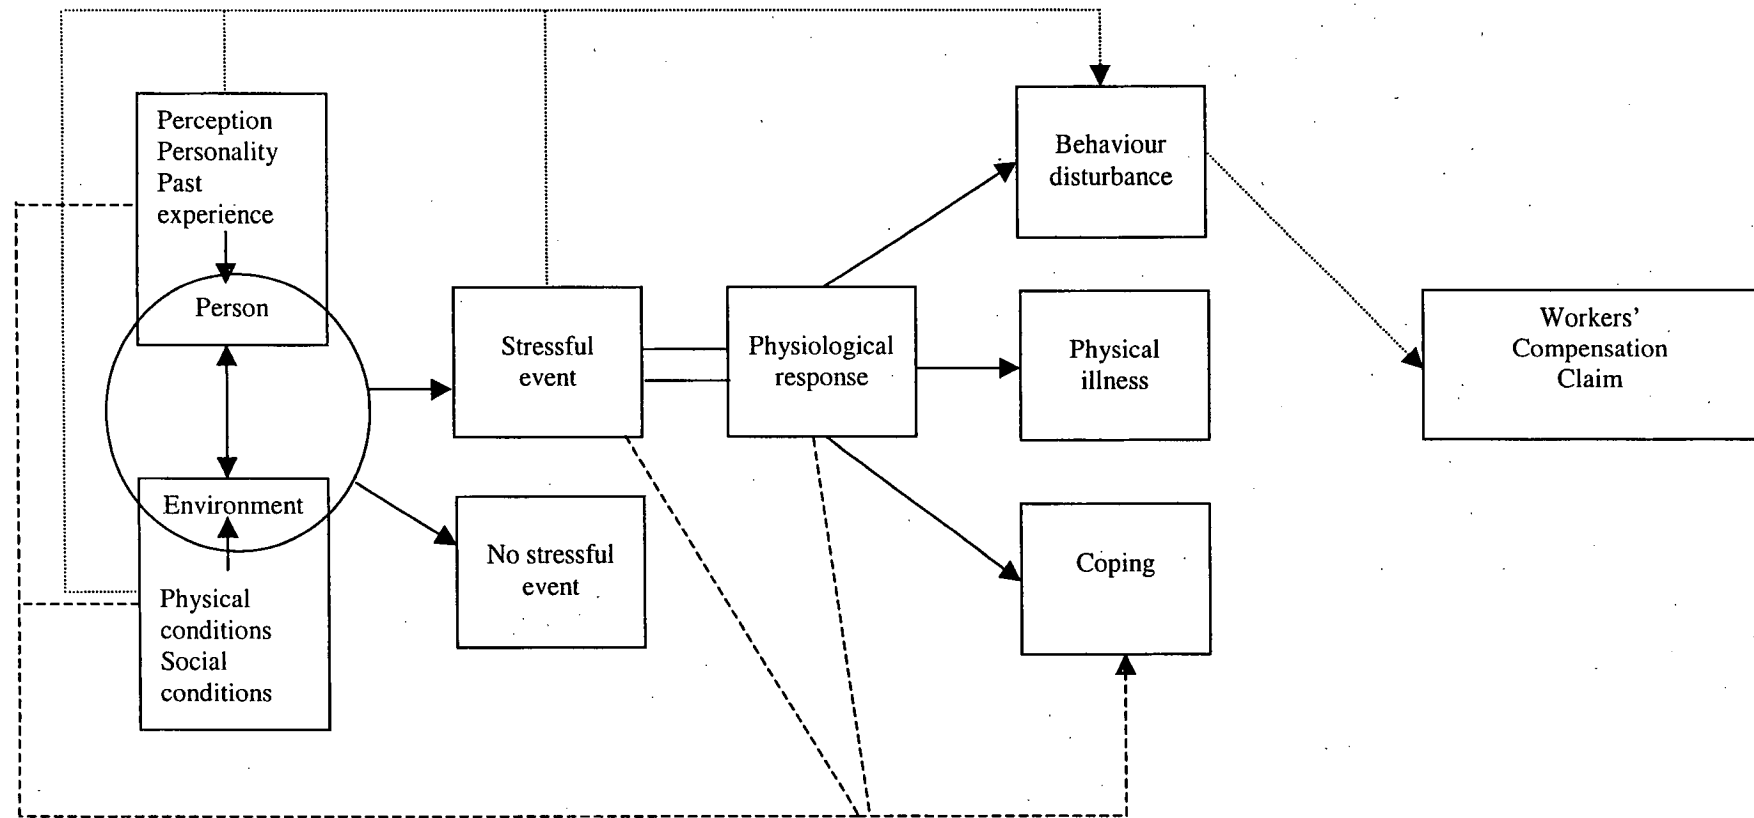 Perception
Personality
Past
experience
Person
Environment
Physical
conditions
Social
conditions
Stressful
event
No stressful
event
Physiological
response
Behaviour
disturbance
Physical
illness
Coping
Workers’
Compensation
Claim